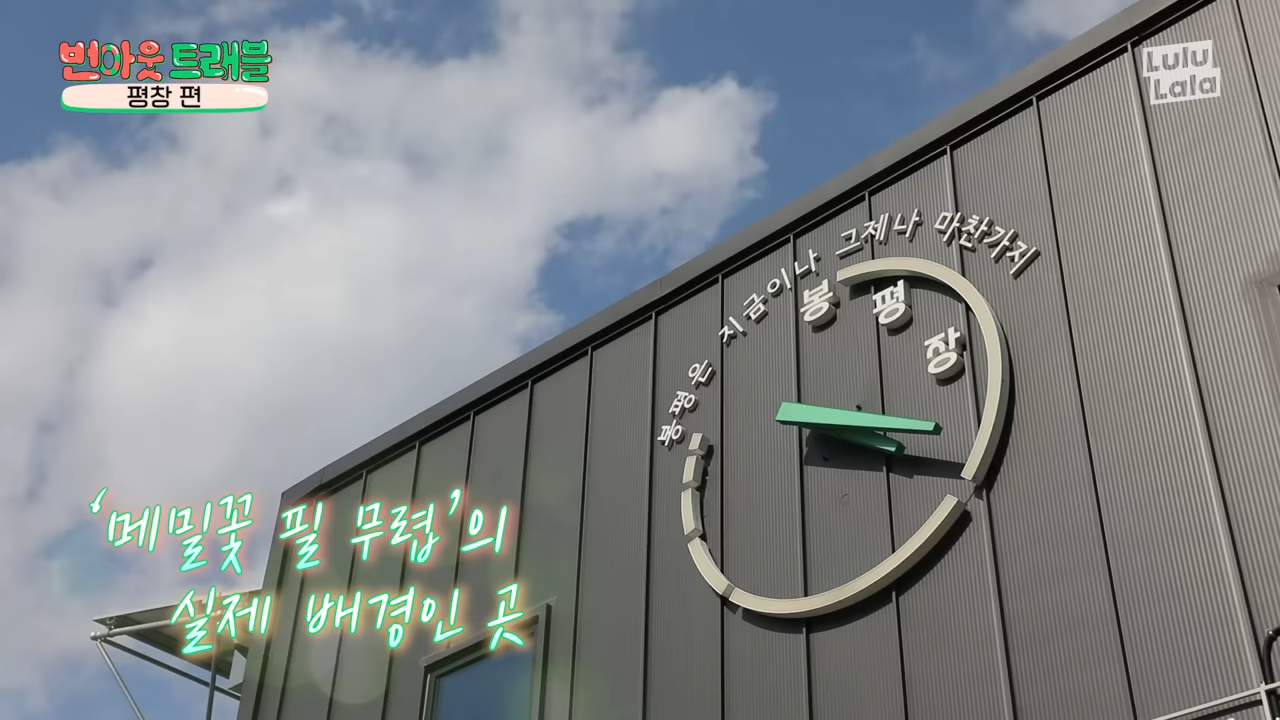 번아웃 트래블
평창 편
Lulu
Lala
봉평은 지금이나 그제나 마찬가지
봉평장
'메밀꽃 필 무렵'의
실제 배경인 곳